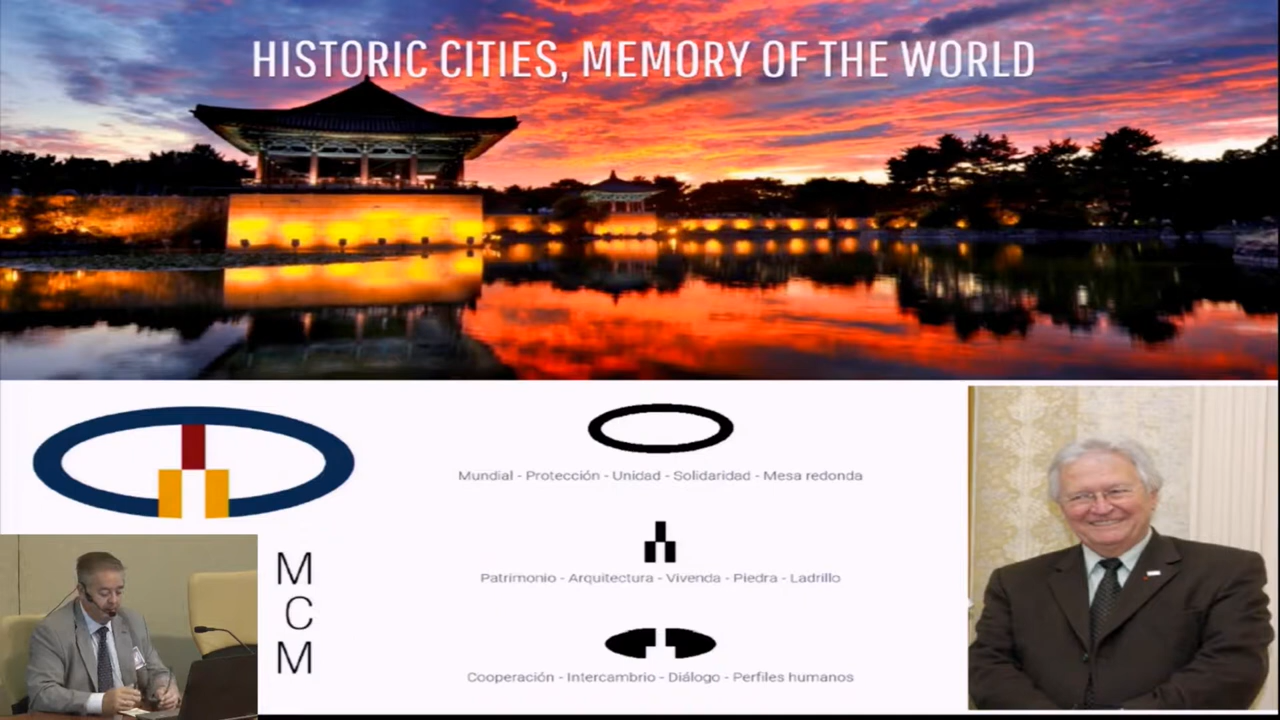 HISTORIC CITIES, MEMORY OF THE WORLD
Mundial - Protección - Unidad - Solidaridad - Mesa redonda
Patrimonio - Arquitectura - Vivenda - Piedra - Ladrillo
Cooperación - Intercambio - Diálogo - Perfiles humanos
M
C
M